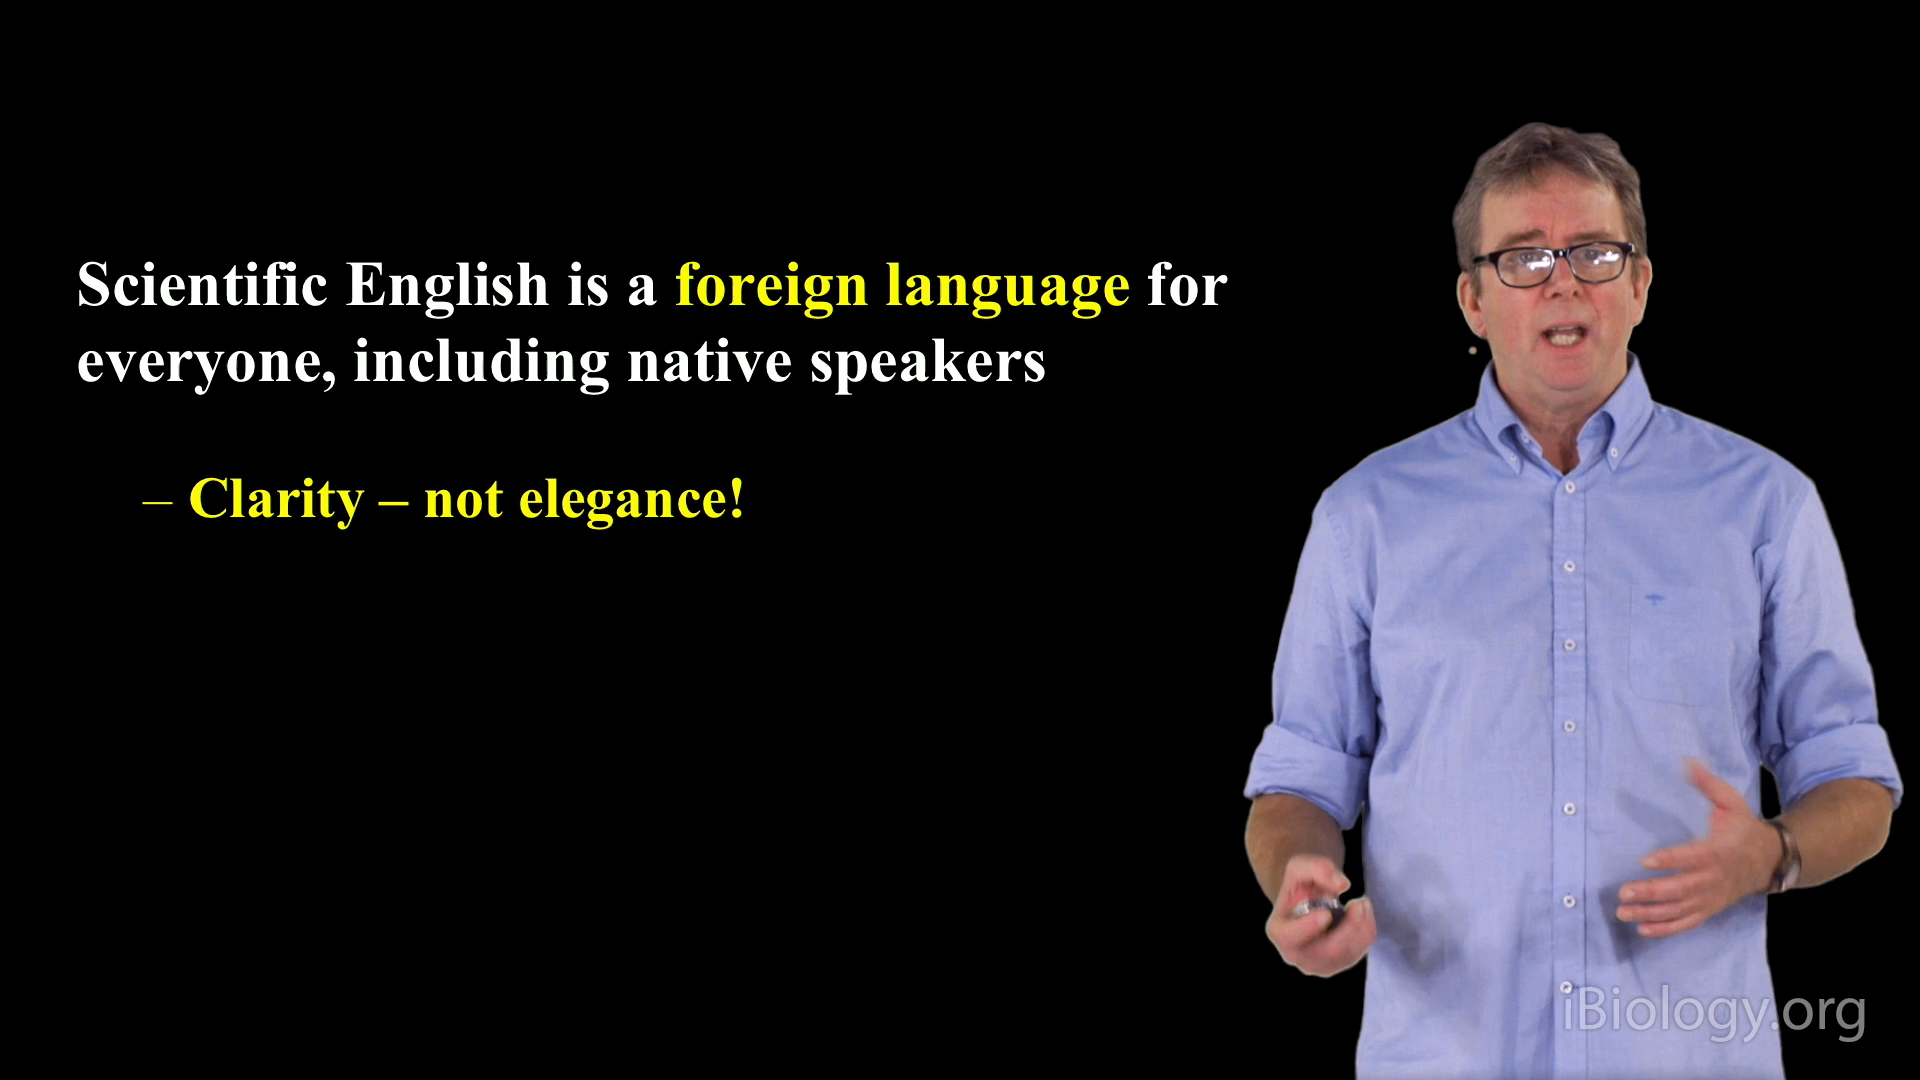 Scientific English is a foreign language for
everyone, including native speakers
– Clarity – not elegance!
iBiology.org